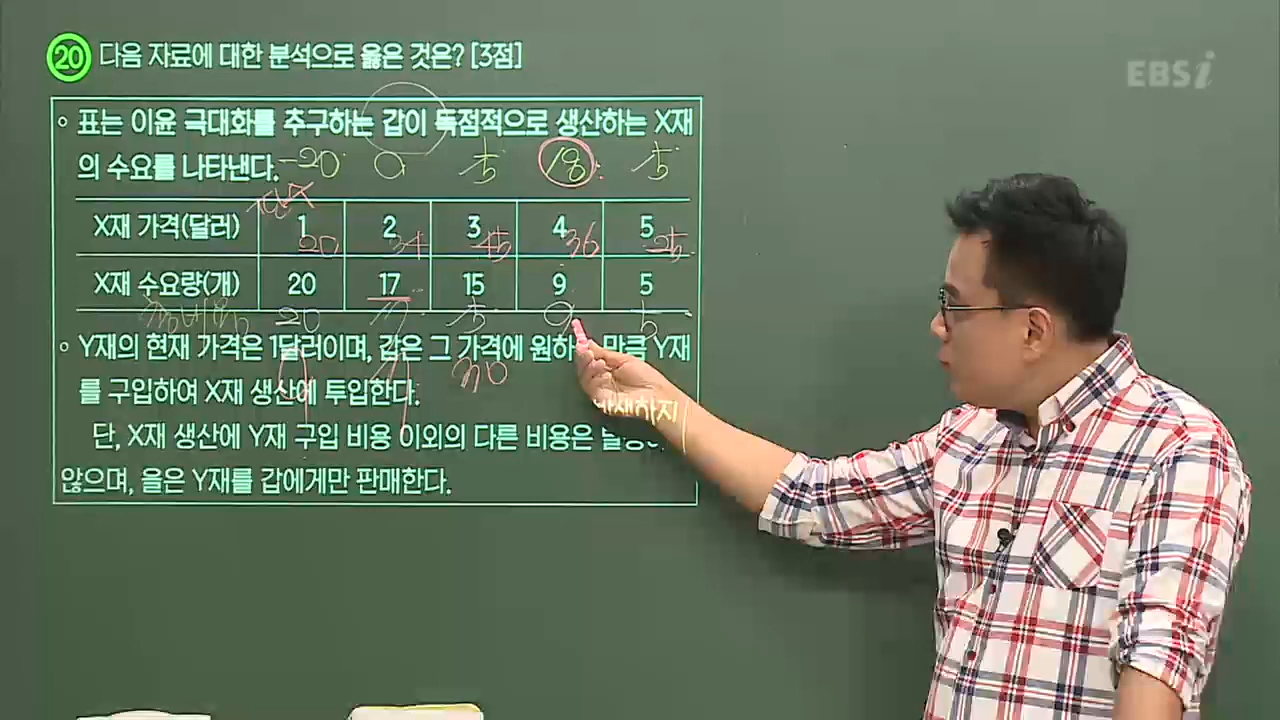 20 다음 자료에 대한 분석으로 옳은 것은? [3점]
EBSi
표는 이윤 극대화를 추구하는 갑이 독점적으로 생산하는 X재
의 수요를 나타낸다.
-20 0 15 18 15
X재 가격(달러) 1 2 3 4 5
20 34 45 36 25
X재 수요량(개) 20 17 15 9 5
20 17 15 9 5
Y재의 현재 가격은 1달러이며, 갑은 그 가격에 원하 만큼 Y재
30
를 구입하여 X재 생산에 투입한다.
단, X재 생산에 Y재 구입 비용 이외의 다른 비용은 발생하지
않으며, 을은 Y재를 갑에게만 판매한다.